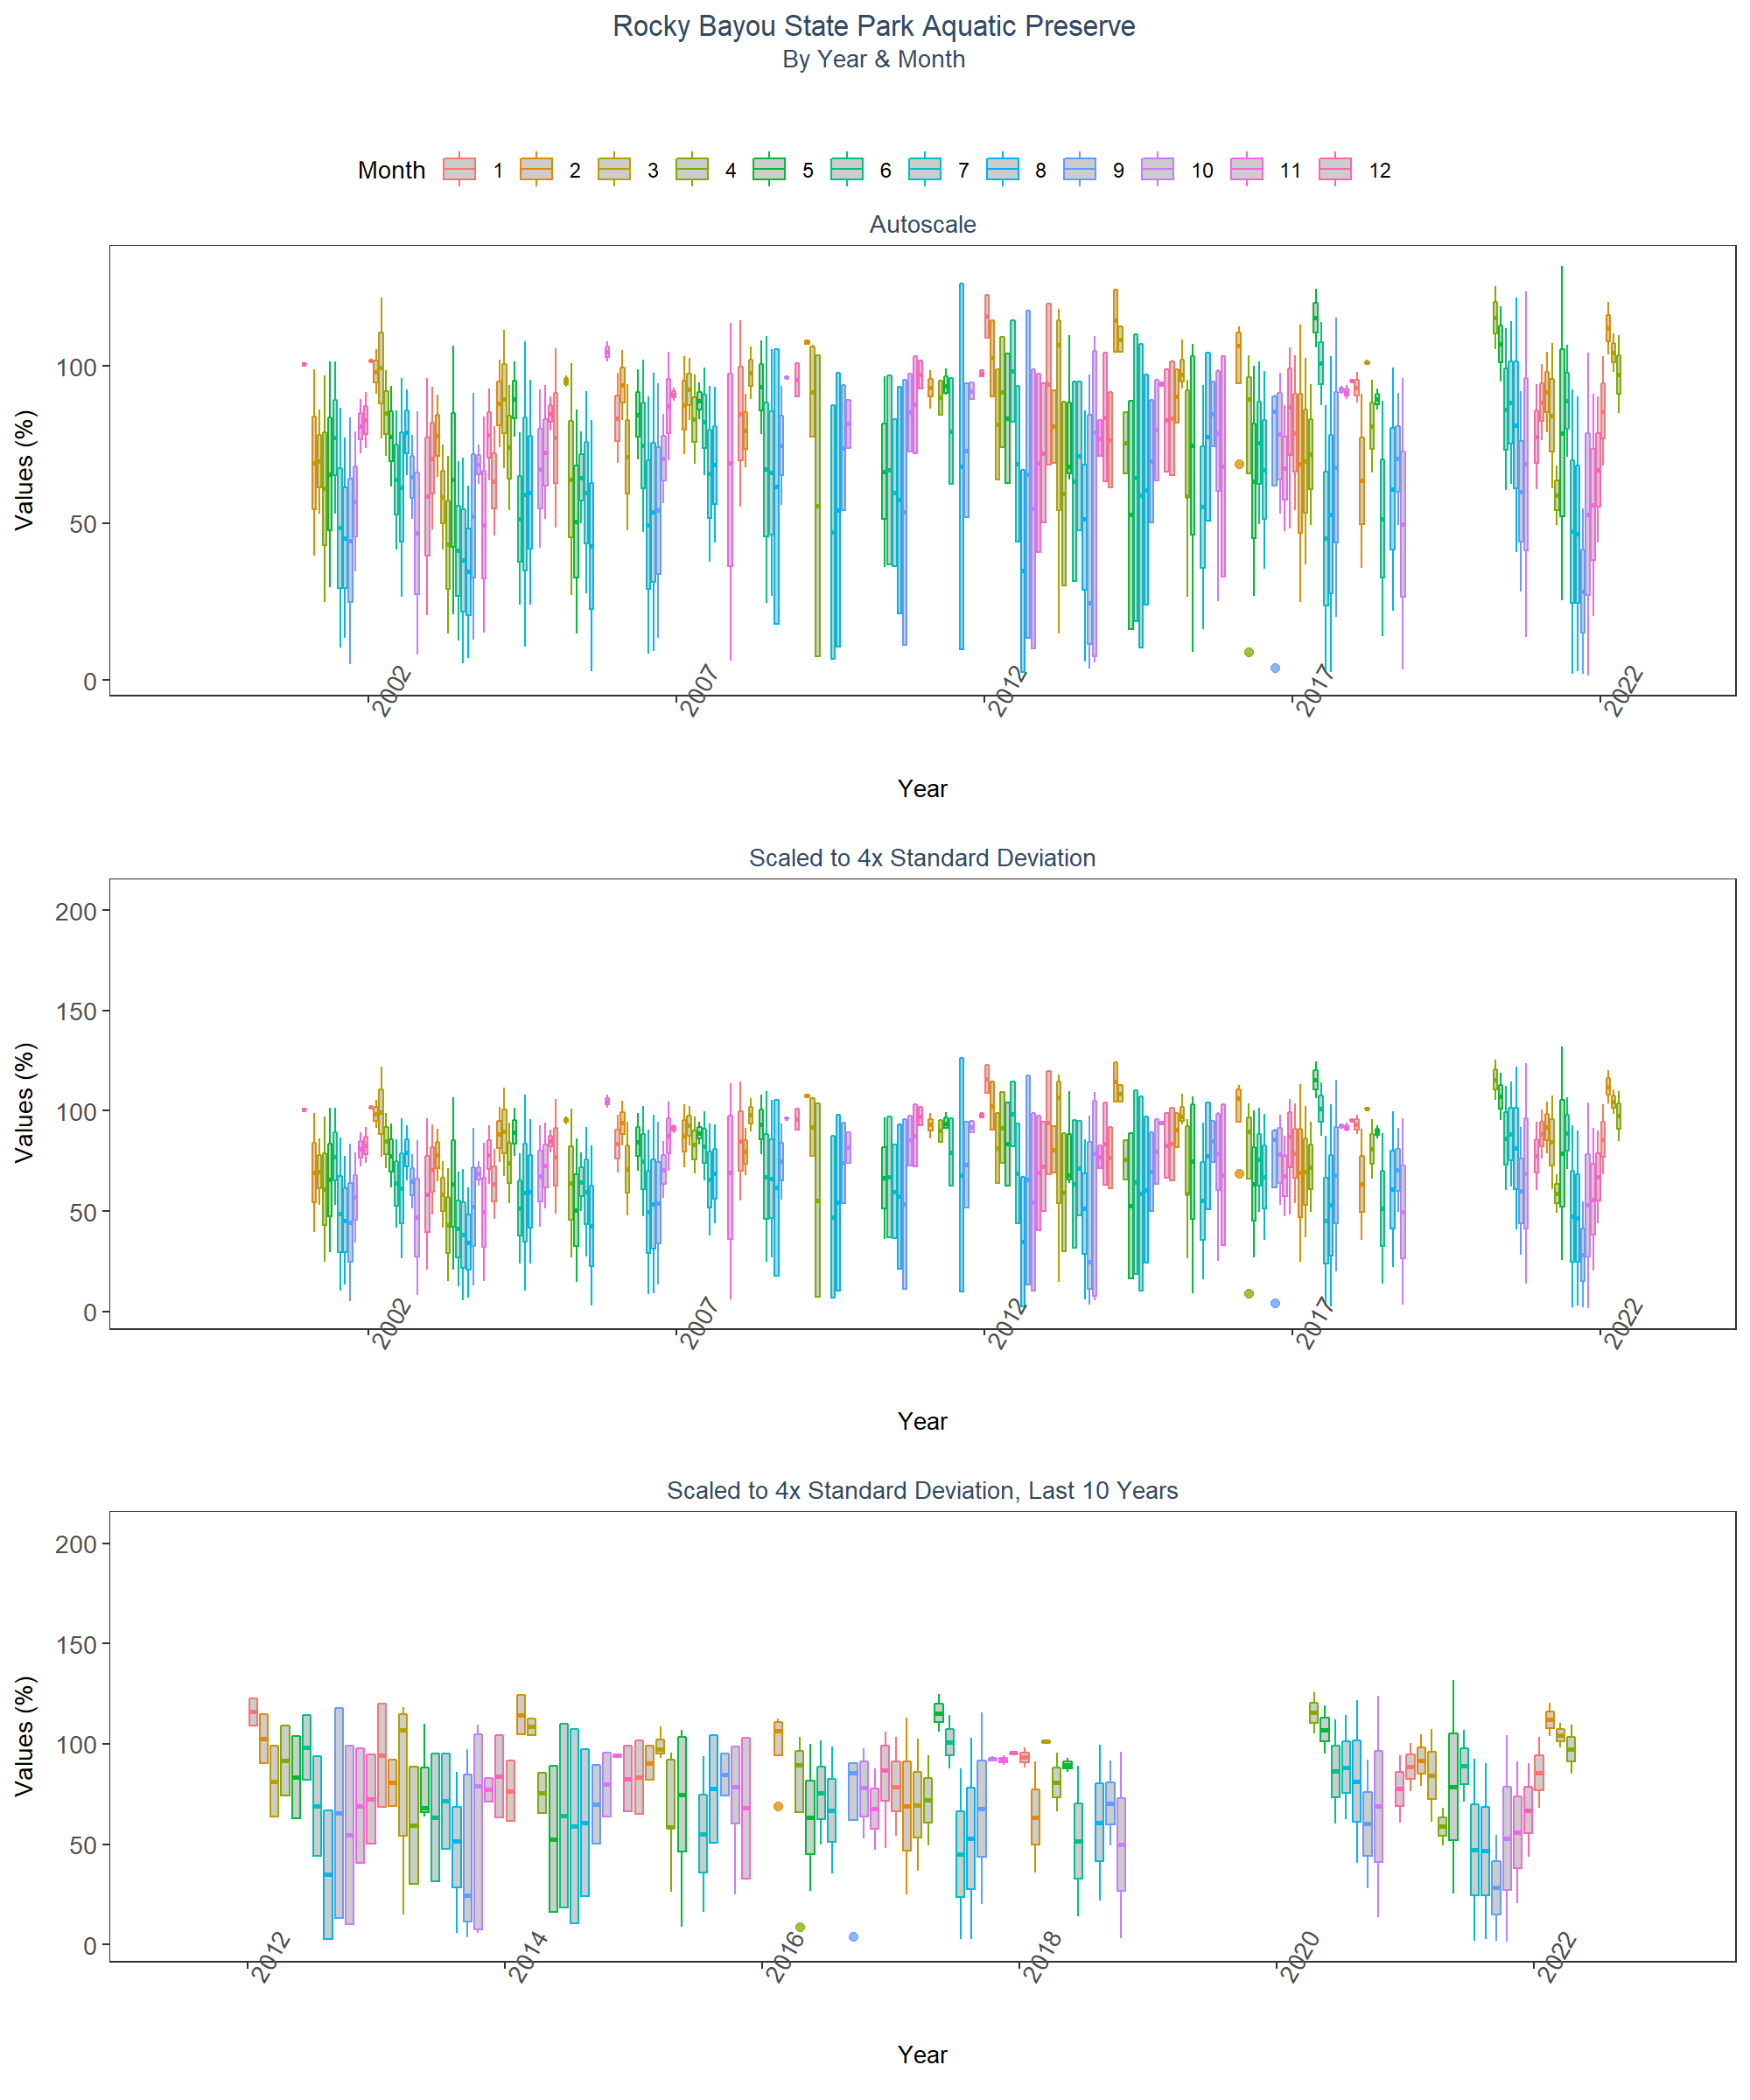 Rocky Bayou State Park Aquatic Preserve
By Year & Month
Month 1 2 3 4 5 6 7 8 9 10 11 12
Autoscale
Values (%)
100
50
0
2002 2007 2012 2017 2022
Year
Scaled to 4x Standard Deviation
Values (%)
200
150
100
50
0
2002 2007 2012 2017 2022
Year
Scaled to 4x Standard Deviation, Last 10 Years
Values (%)
200
150
100
50
0
2012 2014 2016 2018 2020 2022
Year